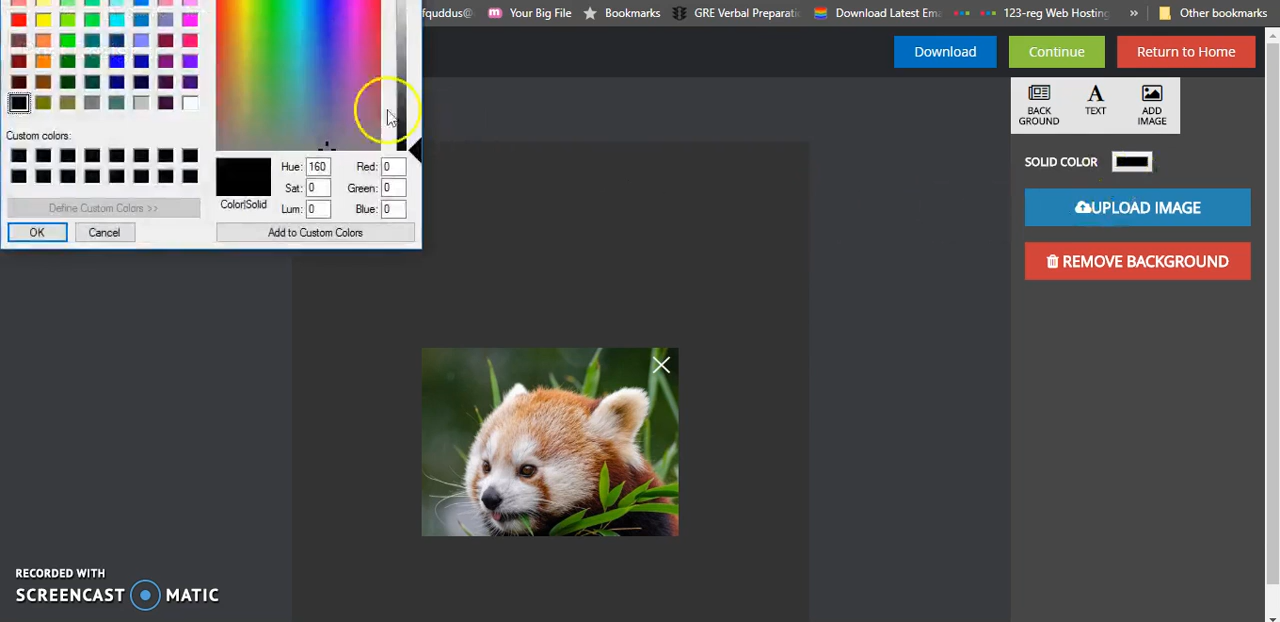 fquddus@
Your Big File
Bookmarks
GRE Verbal Preparati
Download Latest Ema
123-reg Web Hosting
»
Other bookmarks
Download
Continue
Return to Home
BACK
GROUND
TEXT
ADD
IMAGE
SOLID COLOR
UPLOAD IMAGE
REMOVE BACKGROUND
Custom colors:
Define Custom Colors >>
OK
Cancel
Color|Solid
Hue: 160
Sat: 0
Lum: 0
Red: 0
Green: 0
Blue: 0
Add to Custom Colors
RECORDED WITH
SCREENCAST MATIC